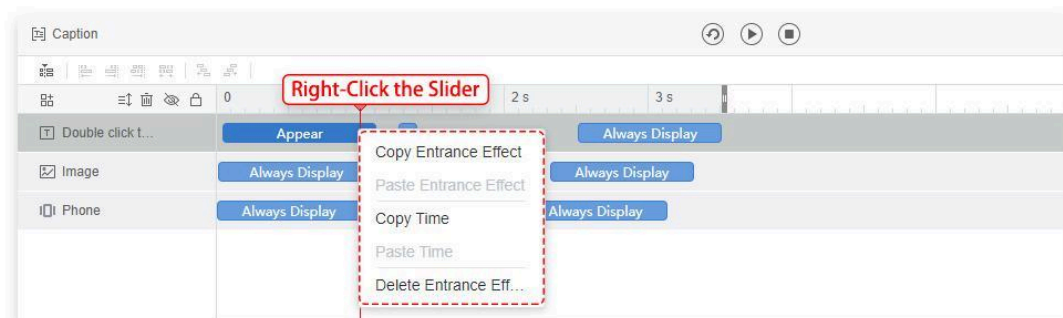 Caption
Right-Click the Slider
0
2 s
3 s
Double click t...
Appear
Always Display
Copy Entrance Effect
Image
Always Display
Always Display
Paste Entrance Effect
Phone
Always Display
Always Display
Copy Time
Paste Time
Delete Entrance Eff...